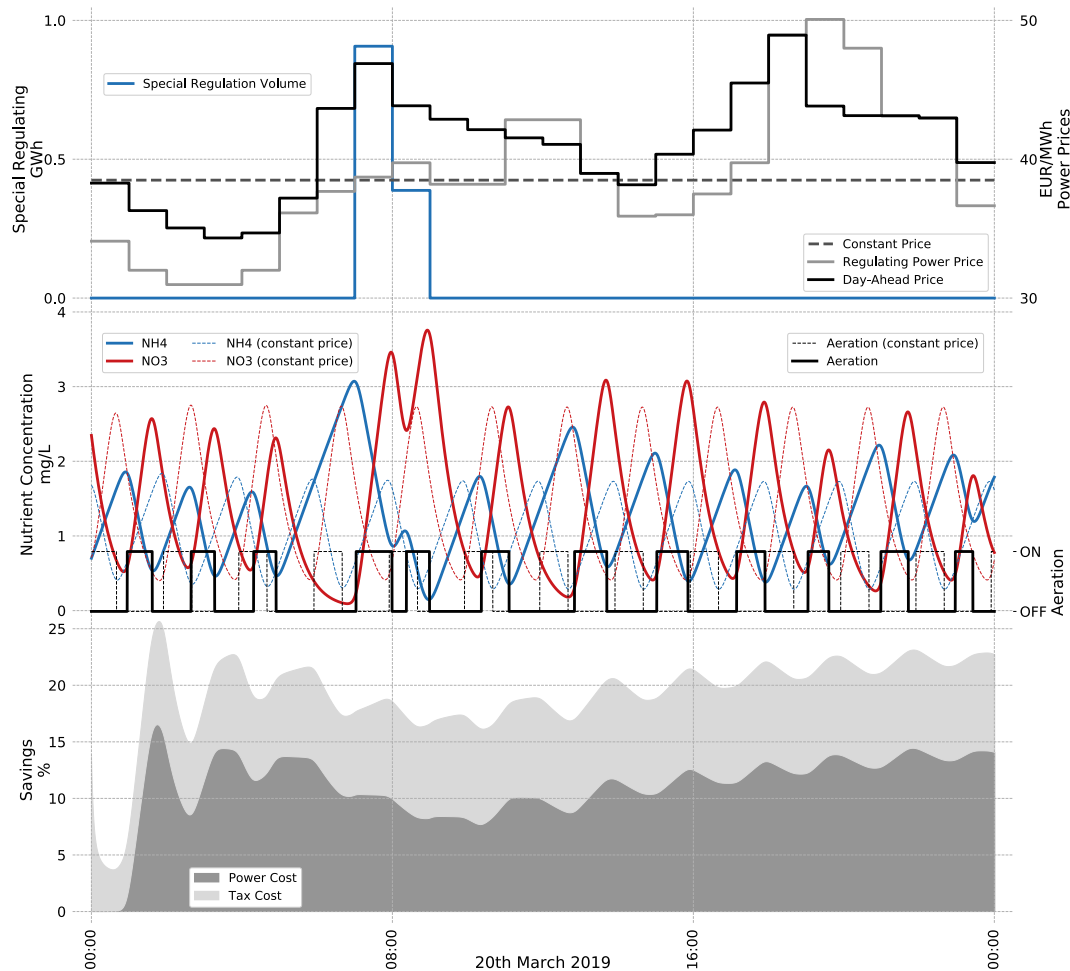 Special Regulating
GWh
1.0
0.5
0.0
Special Regulation Volume
50
40
30
EUR/MWh
Power Prices
Constant Price
Regulating Power Price
Day-Ahead Price
Nutrient Concentration
mg/L
4
3
2
1
0
NH4
NO3
NH4 (constant price)
NO3 (constant price)
Aeration (constant price)
Aeration
ON
OFF
Aeration
Savings
%
25
20
15
10
5
0
Power Cost
Tax Cost
00:00
08:00
16:00
00:00
20th March 2019